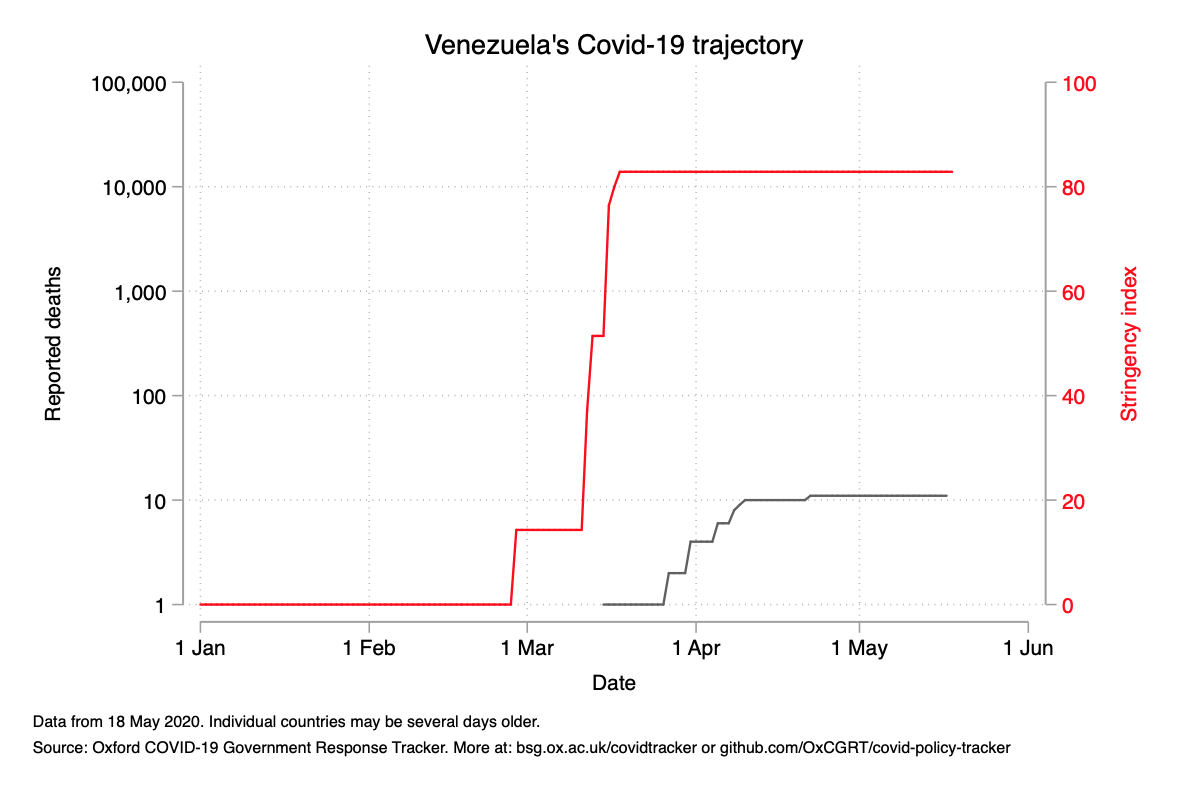 Venezuela's Covid-19 trajectory
100,000
10,000
1,000
100
10
1
Reported deaths
100
80
60
40
20
0
Stringency index
1 Jan 1 Feb 1 Mar 1 Apr 1 May 1 Jun
Date
Data from 18 May 2020. Individual countries may be several days older.
Source: Oxford COVID-19 Government Response Tracker. More at: bsg.ox.ac.uk/covidtracker or github.com/OxCGRT/covid-policy-tracker